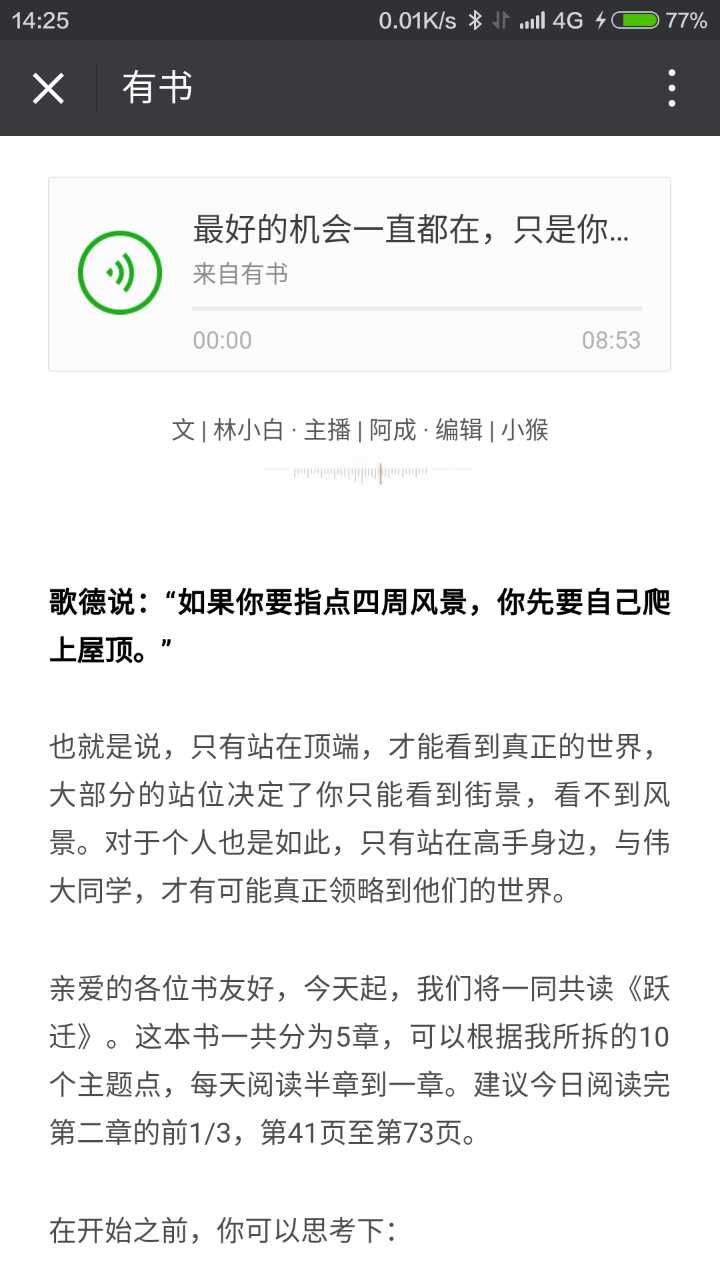 14:25 0.01K/s 4G 77%
有书
最好的机会一直都在，只是你...
来自有书
00:00 08:53
文 | 林小白 · 主播 | 阿成 · 编辑 | 小猴
歌德说：“如果你要指点四周风景，你先要自己爬
上屋顶。”
也就是说，只有站在顶端，才能看到真正的世界，
大部分的站位决定了你只能看到街景，看不到风
景。对于个人也是如此，只有站在高手身边，与伟
大同学，才有可能真正领略到他们的世界。
亲爱的各位书友好，今天起，我们将一同共读《跃
迁》。这本书一共分为5章，可以根据我所拆的10
个主题点，每天阅读半章到一章。建议今日阅读完
第二章的前1/3，第41页至第73页。
在开始之前，你可以思考下：